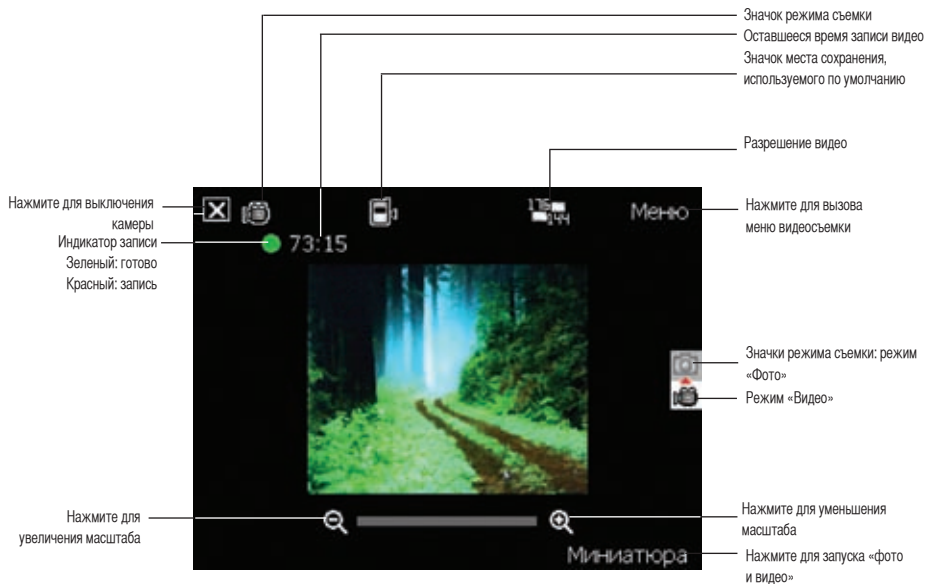 Значок режима съемки
Оставшееся время записи видео
Значок места сохранения,
используемого по умолчанию
Разрешение видео
Нажмите для вызова
меню видеосъемки
Нажмите для выключения
камеры
Индикатор записи
Зеленый: готово
Красный: запись
176
144
Меню
73:15
Значки режима съемки: режим
«Фото»
Режим «Видео»
Нажмите для
увеличения масштаба
Нажмите для уменьшения
масштаба
Миниатюра
Нажмите для запуска «фото
и видео»